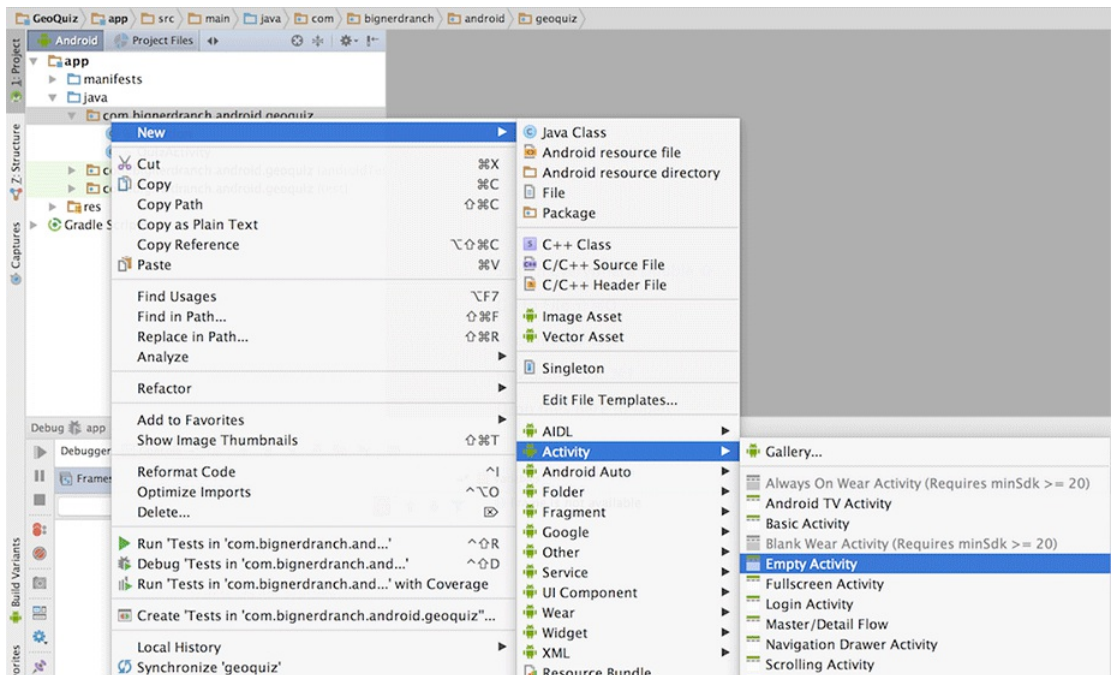 GeoQuiz app src main java com bignerdranch android geoquiz
Android Project Files
1: Project
app
manifests
java
com.bignerdranch.android.geoquiz
res
Gradle
Z: Structure
Captures
Build Variants
Debug app
Debugger
Frames
New
Cut ⌘X
Copy ⌘C
Copy Path ⇧⌘C
Copy as Plain Text
Copy Reference ⌥⇧⌘C
Paste ⌘V
Find Usages ⌥F7
Find in Path... ⇧⌘F
Replace in Path... ⇧⌘R
Analyze
Refactor
Add to Favorites
Show Image Thumbnails ⇧⌘T
Reformat Code ^I
Optimize Imports ^⌥O
Delete... ⌦
Run 'Tests in 'com.bignerdranch.and...' ^⇧R
Debug 'Tests in 'com.bignerdranch.and...' ^⇧D
Run 'Tests in 'com.bignerdranch.and...' with Coverage
Create 'Tests in 'com.bignerdranch.android.geoquiz''...
Local History
Synchronize 'geoquiz'
Java Class
Android resource file
Android resource directory
File
Package
C++ Class
C/C++ Source File
C/C++ Header File
Image Asset
Vector Asset
Singleton
Edit File Templates...
AIDL
Activity
Android Auto
Folder
Fragment
Google
Other
Service
UI Component
Wear
Widget
XML
Resource Bundle
Gallery...
Always On Wear Activity (Requires minSdk >= 20)
Android TV Activity
Basic Activity
Blank Wear Activity (Requires minSdk >= 20)
Empty Activity
Fullscreen Activity
Login Activity
Master/Detail Flow
Navigation Drawer Activity
Scrolling Activity